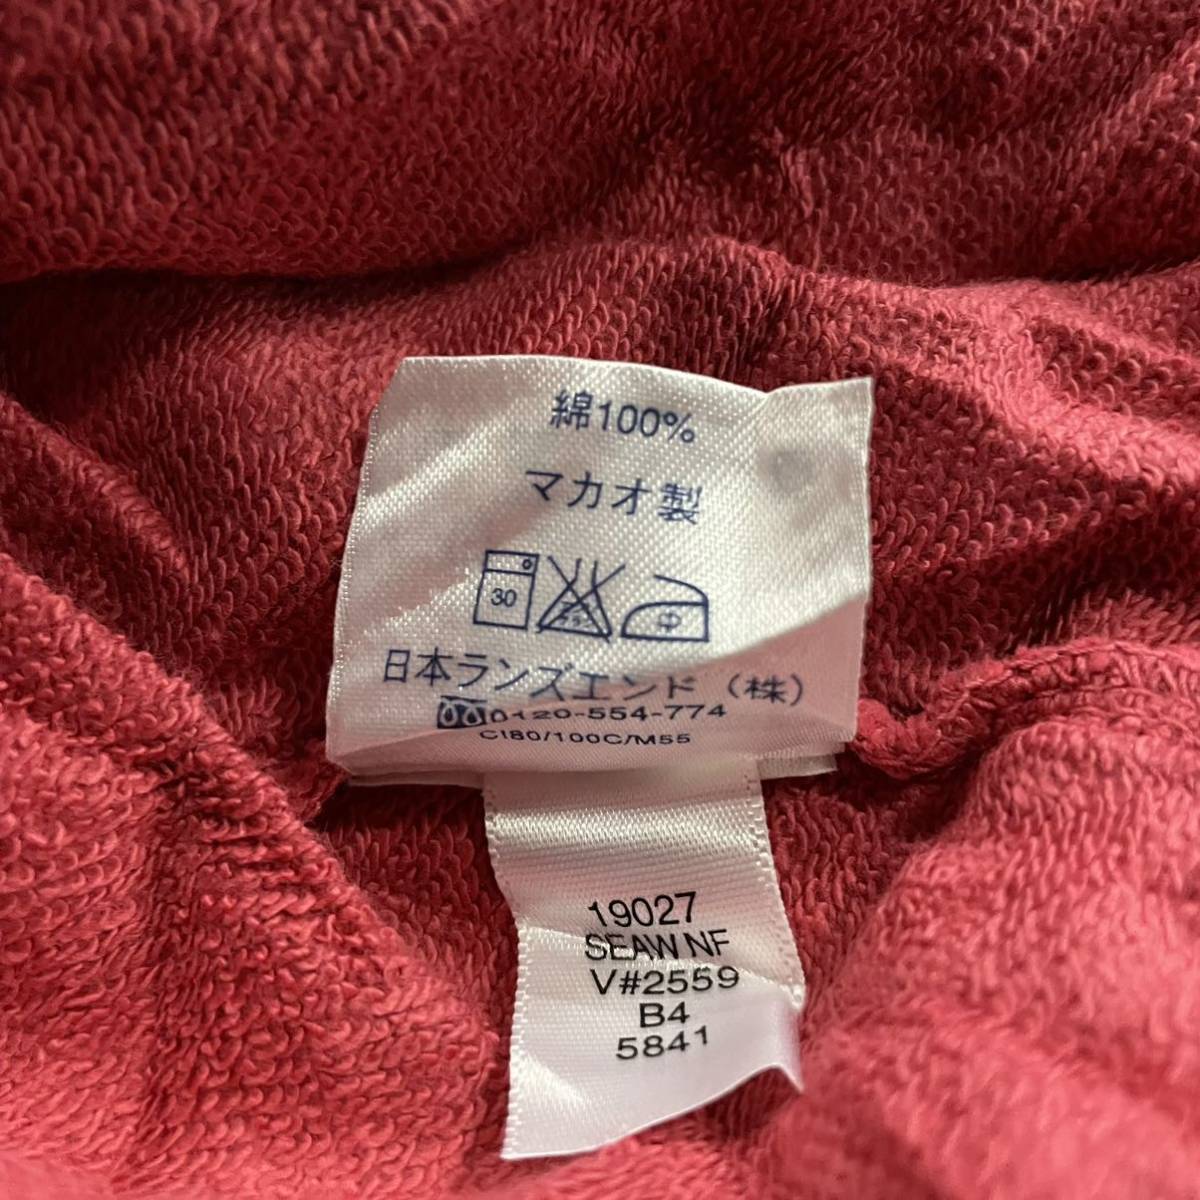 綿100%
マカオ製
30 中
日本ランズエンド (株)
0120-554-774
C180/100C/M55
19027
SEAW NF
V#2559
B4
5841